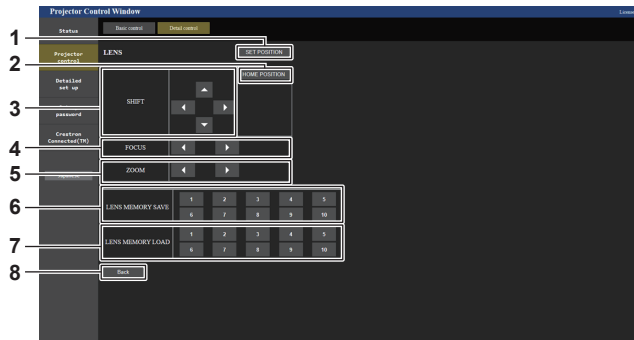 Projector Control Window
Status
Basic control
Detail control
1
LENS
SET POSITION
Projector
control
2
HOME POSITION
Detailed
set up
3
SHIFT
password
Crestron
Connected(TM)
4
FOCUS
5
ZOOM
6
LENS MEMORY SAVE
1 2 3 4 5
6 7 8 9 10
7
LENS MEMORY LOAD
1 2 3 4 5
6 7 8 9 10
8
Back